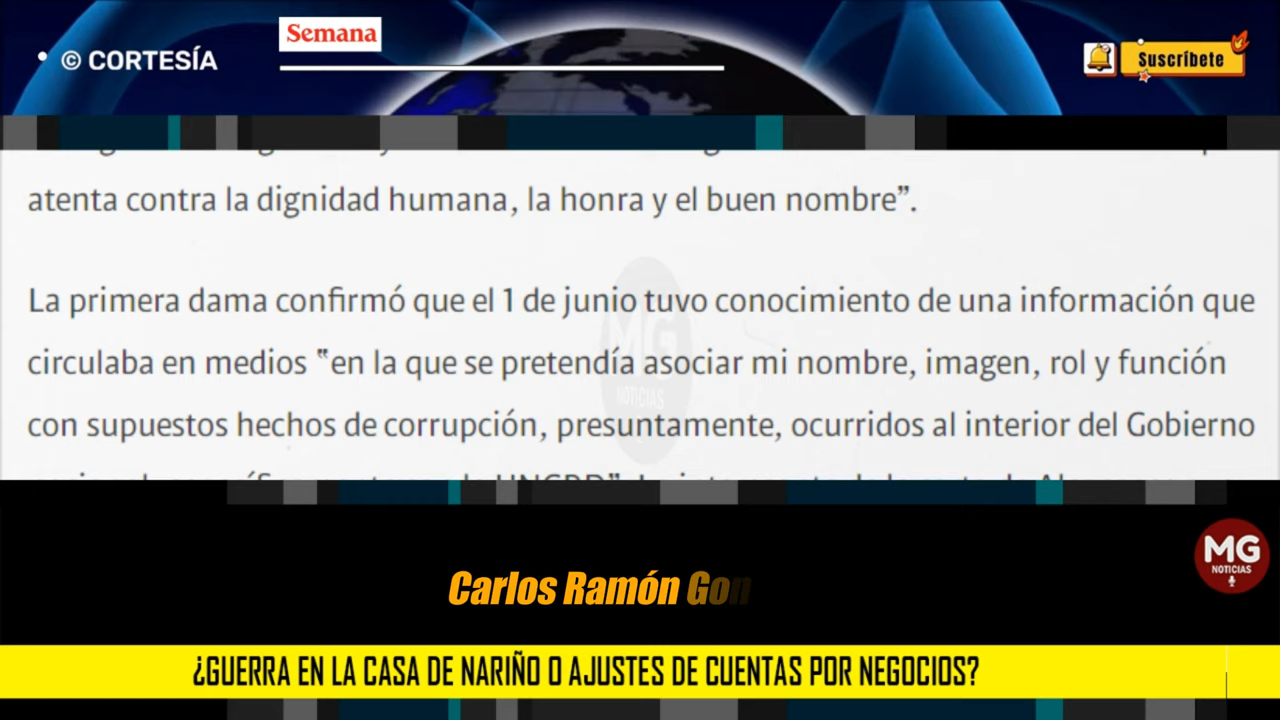 Semana
© CORTESÍA
Suscríbete
atenta contra la dignidad humana, la honra y el buen nombre”.
La primera dama confirmó que el 1 de junio tuvo conocimiento de una información que
circulaba en medios “en la que se pretendía asociar mi nombre, imagen, rol y función
con supuestos hechos de corrupción, presuntamente, ocurridos al interior del Gobierno
MG
NOTICIAS
Carlos Ramón Gon
MG
NOTICIAS
¿GUERRA EN LA CASA DE NARIÑO O AJUSTES DE CUENTAS POR NEGOCIOS?